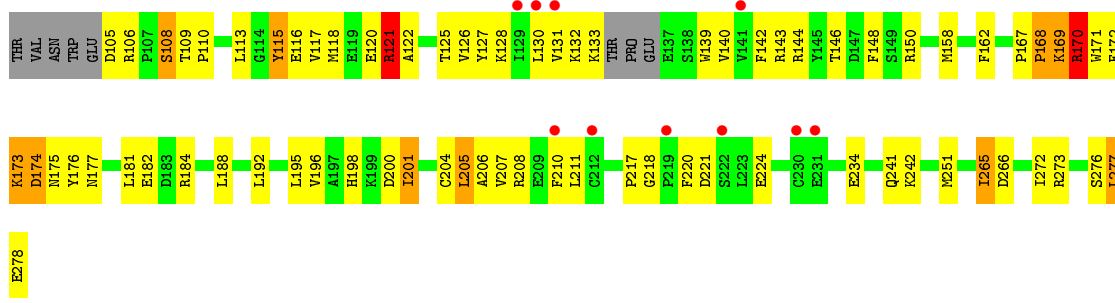 THR VAL ASN TRP GLU D105 R106 P107 S108 T109 P110 L113 G114 Y115 E116 V117 M118 E119 E120 R121 A122 T125 V126 Y127 K128 I129 L130 V131 K132 K133 THR PRO GLU E137 S138 W139 V140 V141 F142 R143 R144 Y145 T146 D147 F148 S149 R150 M158 F162 P167 P168 K169 R170 W171
K173 D174 N175 Y176 N177 L181 E182 D183 R184 L188 L192 L195 V196 A197 H198 K199 D200 I201 C204 L205 A206 V207 R208 E209 F210 L211 C212 P217 G218 P219 F220 D221 S222 L223 E224 C230 E231 E234 Q241 K242 M251 I265 D266 I272 R273 S276 L277
E278